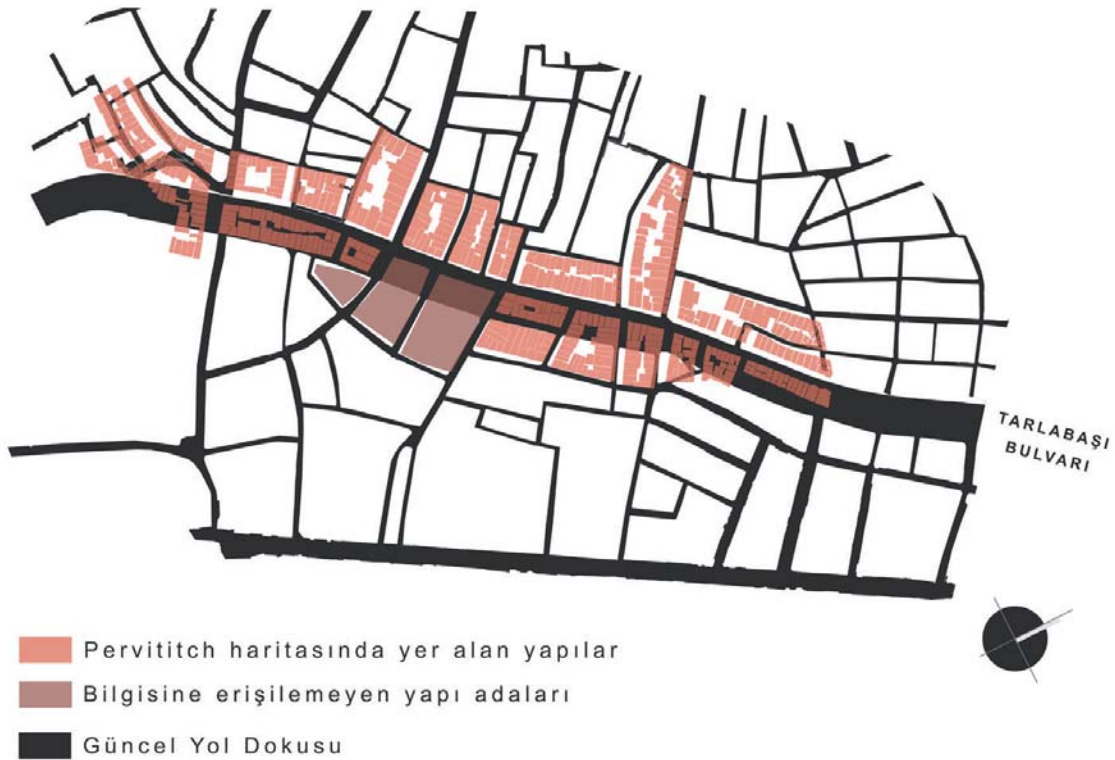 TARLABAŞI
BULVARI
Pervititch haritasında yer alan yapılar
Bilgisine erişilemeyen yapı adaları
Güncel Yol Dokusu